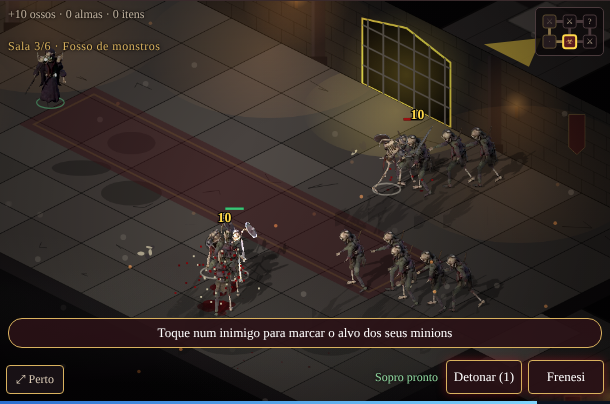 +10 ossos · 0 almas · 0 itens
Sala 3/6 · Fosso de monstros
?
10
10
Toque num inimigo para marcar o alvo dos seus minions
Perto
Sopro pronto
Detonar (1)
Frenesi